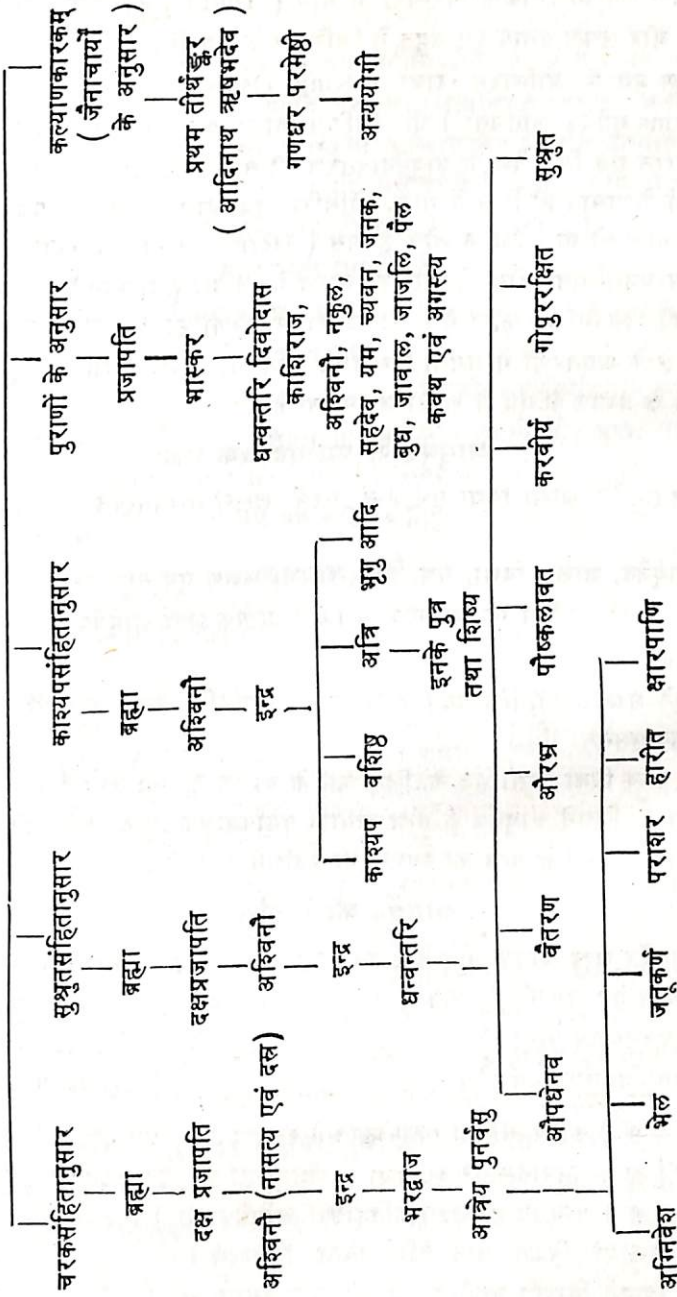 चरकसंहितानुसार
ब्रह्मा
दक्ष प्रजापति
अश्विनौ (नासत्य एवं दस्र)
इन्द्र
भरद्वाज
आत्रेय पुनर्वसु
अग्निवेश भेल जतूकर्ण पराशर हारीत क्षारपाणि
सुश्रुतसंहितानुसार
ब्रह्मा
दक्षप्रजापति
अश्विनौ
इन्द्र
धन्वन्तरि
औपधेनव वैतरण औरभ्र पौष्कलावत करवीर्य गोपुररक्षित सुश्रुत
काश्यपसंहितानुसार
ब्रह्मा
अश्विनौ
इन्द्र
काश्यप वशिष्ठ अत्रि भृगु आदि
इनके पुत्र
तथा शिष्य
पुराणों के अनुसार
प्रजापति
भास्कर
धन्वन्तरि दिवोदास
काशिराज,
अश्विनौ, नकुल,
सहदेव, यम, च्यवन, जनक,
बुध, जाबाल, जाजलि, पैल
कवथ एवं अगस्त्य
कल्याणकारकम्
( जैनाचार्यों
के अनुसार )
प्रथम तीर्थङ्कर
( आदिनाथ ऋषभदेव )
गणधर परमेष्ठी
अन्ययोगी